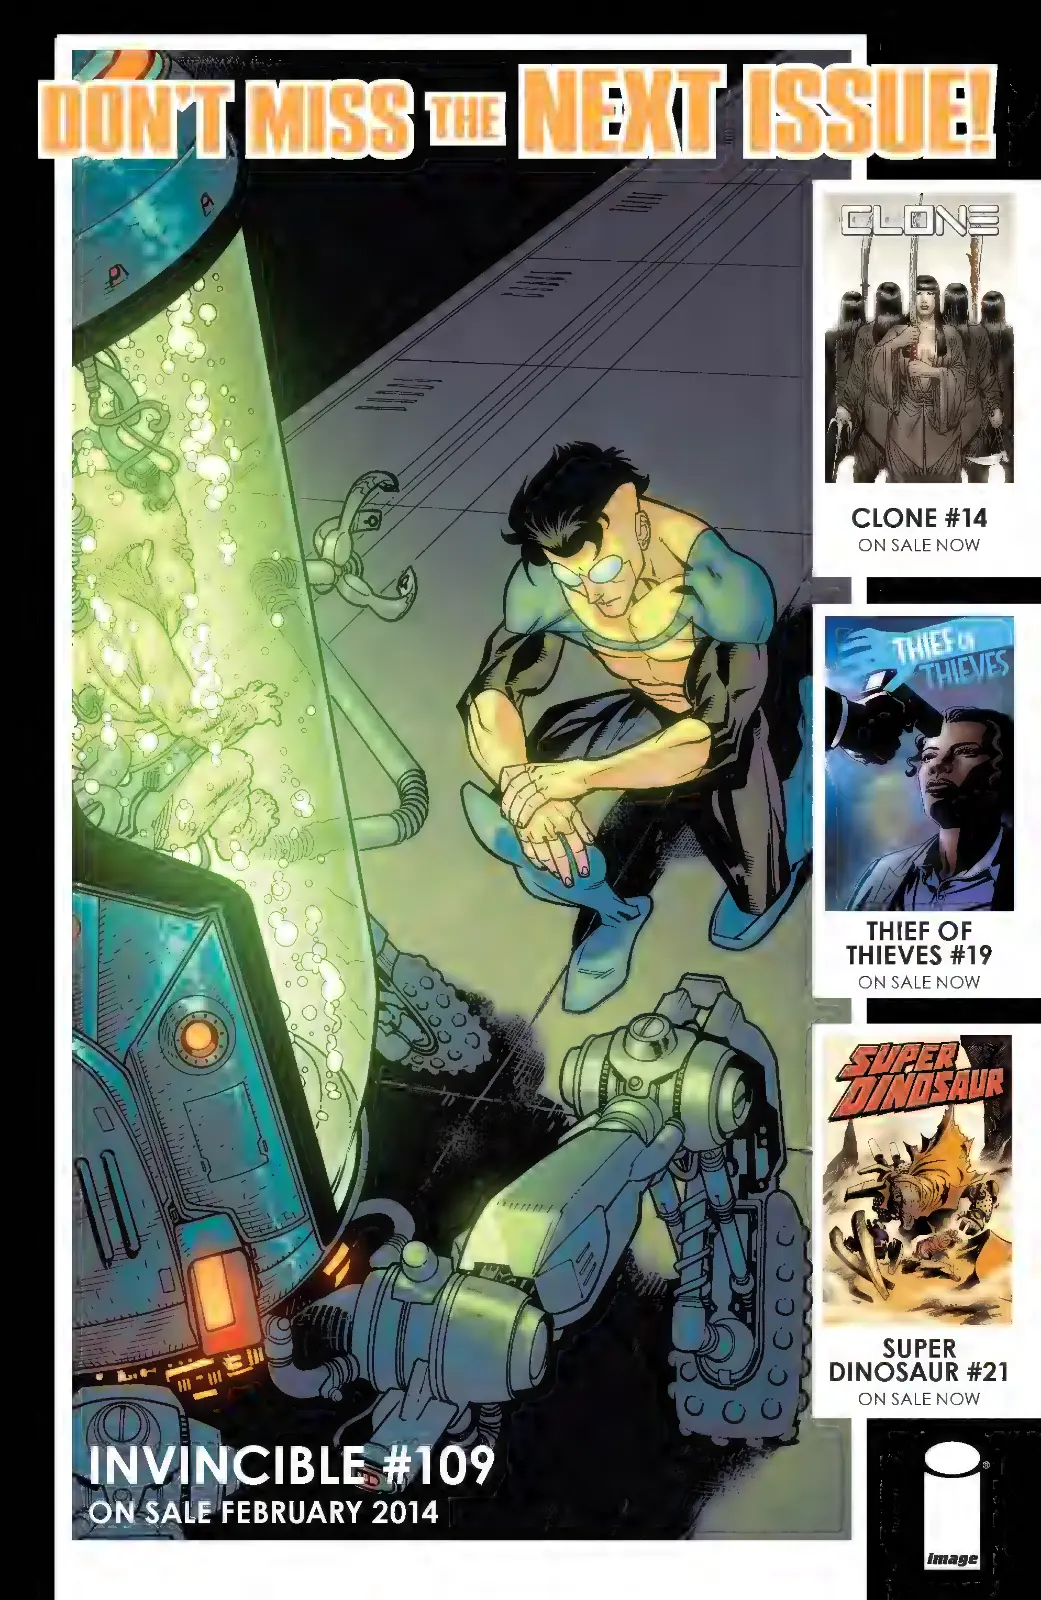 DON'T MISS THE NEXT ISSUE!
CLONE
CLONE #14
ON SALE NOW
THIEF OF
THIEVES
THIEF OF
THIEVES #19
ON SALE NOW
SUPER
DINOSAUR
SUPER
DINOSAUR #21
ON SALE NOW
INVINCIBLE #109
ON SALE FEBRUARY 2014
®
image